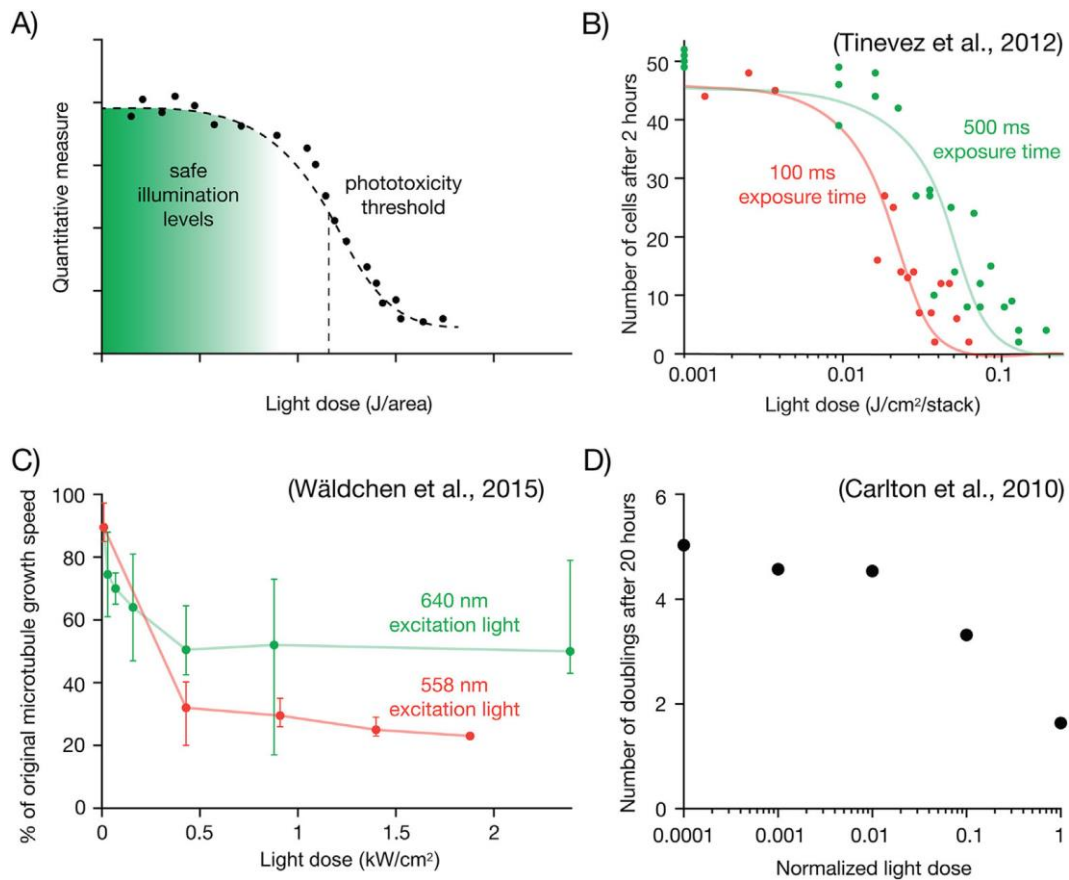 A)
Quantitative measure
safe
illumination
levels
phototoxicity
threshold
Light dose (J/area)
B)
(Tinevez et al., 2012)
Number of cells after 2 hours
50
40
30
20
10
0
500 ms
exposure time
100 ms
exposure time
0.001
0.01
0.1
Light dose (J/cm²/stack)
C)
(Wäldchen et al., 2015)
% of original microtubule growth speed
100
80
60
40
20
0
640 nm
excitation light
558 nm
excitation light
0
0.5
1
1.5
2
Light dose (kW/cm²)
D)
(Carlton et al., 2010)
Number of doublings after 20 hours
6
4
2
0
0.0001
0.001
0.01
0.1
1
Normalized light dose